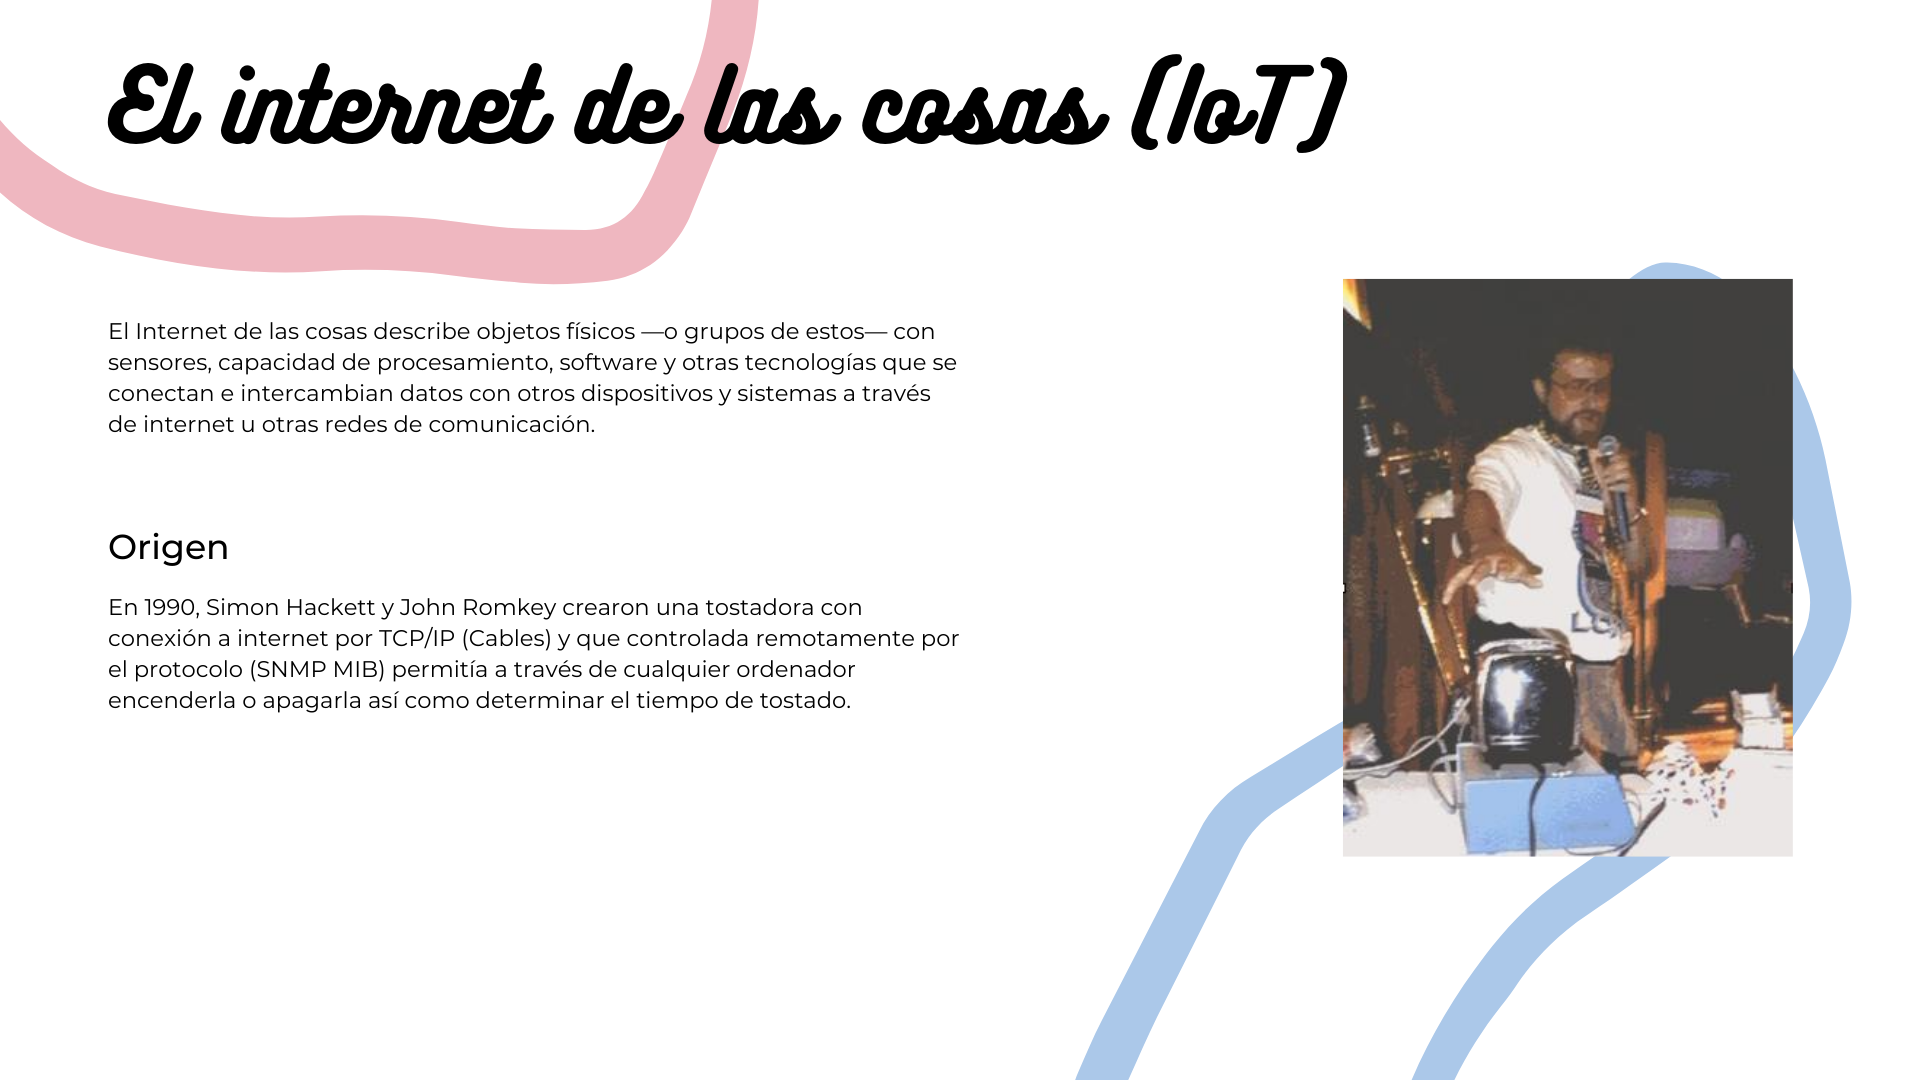 El internet de las cosas (IoT)
El Internet de las cosas describe objetos físicos —o grupos de estos— con
sensores, capacidad de procesamiento, software y otras tecnologías que se
conectan e intercambian datos con otros dispositivos y sistemas a través
de internet u otras redes de comunicación.
Origen
En 1990, Simon Hackett y John Romkey crearon una tostadora con
conexión a internet por TCP/IP (Cables) y que controlada remotamente por
el protocolo (SNMP MIB) permitía a través de cualquier ordenador
encenderla o apagarla así como determinar el tiempo de tostado.